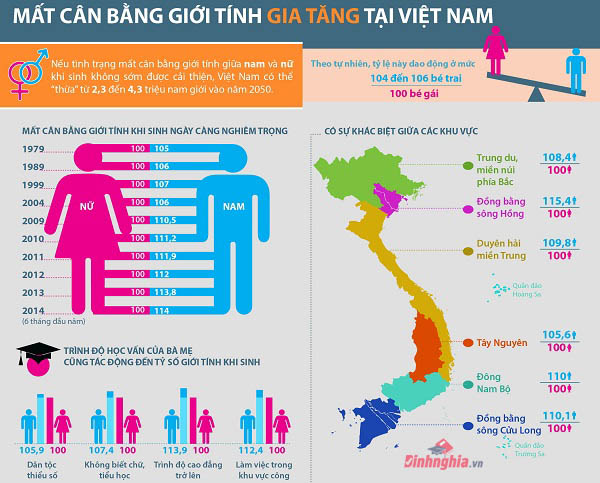 MẤT CÂN BẰNG GIỚI TÍNH GIA TĂNG TẠI VIỆT NAM
Nếu tình trạng mất cân bằng giới tính giữa nam và nữ
khi sinh không sớm được cải thiện, Việt Nam có thể
"thừa" từ 2,3 đến 4,3 triệu nam giới vào năm 2050.
Theo tự nhiên, tỷ lệ này dao động ở mức
104 đến 106 bé trai
100 bé gái
MẤT CÂN BẰNG GIỚI TÍNH KHI SINH NGÀY CÀNG NGHIÊM TRỌNG
1979 100 105
1989 100 106
1999 100 107
2004 100 106
2009 100 110,5
2010 100 111,2
2011 100 111,9
2012 100 112
2013 100 113,8
2014 100 114
(6 tháng đầu năm)
NỮ
NAM
CÓ SỰ KHÁC BIỆT GIỮA CÁC KHU VỰC
Trung du,
miền núi
phía Bắc
108,4
100
Đồng bằng
sông Hồng
115,4
100
Duyên hải
miền Trung
109,8
100
Quần đảo
Hoàng Sa
Tây Nguyên
105,6
100
Đông
Nam Bộ
110
100
Đồng bằng
sông Cửu Long
110,1
100
Quần đảo
Trường Sa
TRÌNH ĐỘ HỌC VẤN CỦA BÀ MẸ
CŨNG TÁC ĐỘNG ĐẾN TỶ SỐ GIỚI TÍNH KHI SINH
105,9 100
Dân tộc
thiểu số
107,4 100
Không biết chữ,
tiểu học
113,9 100
Trình độ cao đẳng
trở lên
112,4 100
Làm việc trong
khu vực công
Dinhnghia.vn